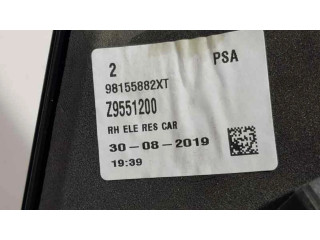 2 PSA
98155882XT
Z9551200
RH ELE RES CAR
30-08-2019
19:39